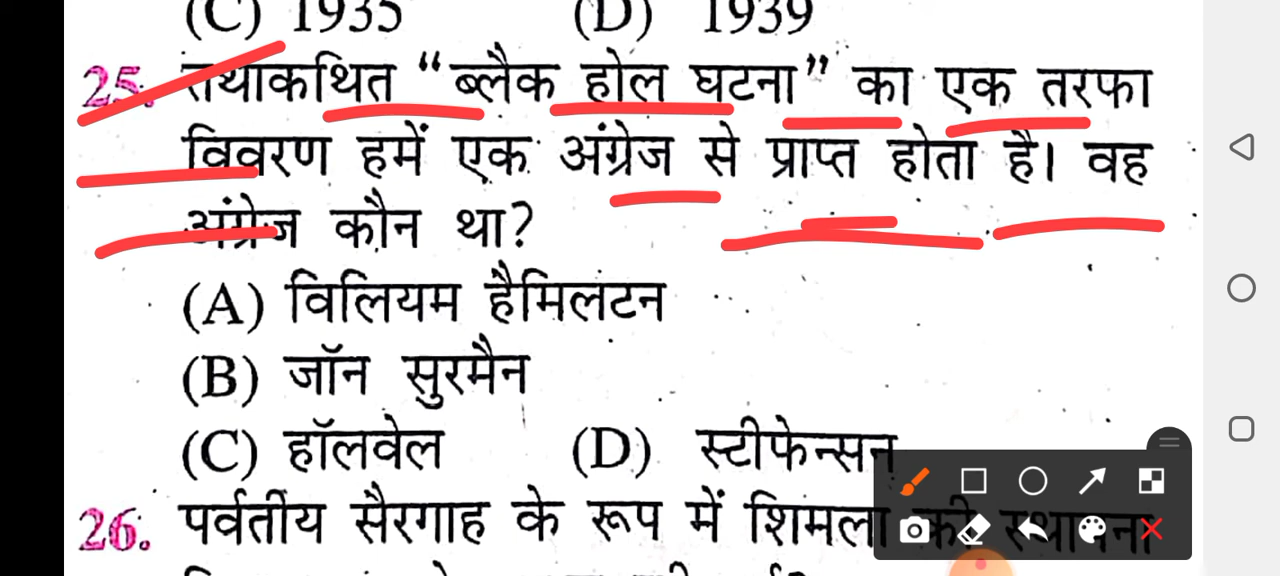 (C) 1935 (D) 1939
25. तथाकथित “ब्लैक होल घटना” का एक तरफा
विवरण हमें एक अंग्रेज से प्राप्त होता है। वह
अंग्रेज कौन था?
(A) विलियम हैमिलटन
(B) जॉन सुरमैन
(C) हॉलवेल (D) स्टीफेन्सन
26. पर्वतीय सैरगाह के रूप में शिमला की स्थापना